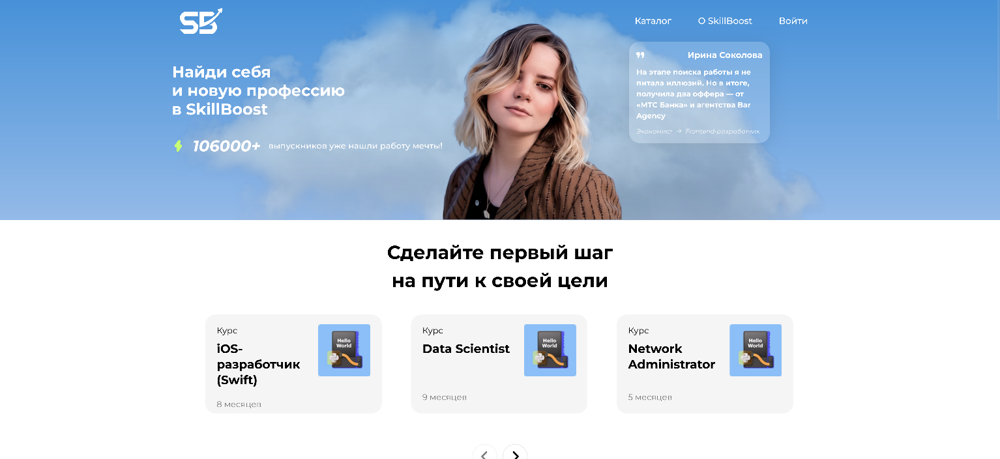 SB
Каталог
О SkillBoost
Войти
Найди себя
и новую профессию
в SkillBoost
106000+ выпускников уже нашли работу мечты!
Ирина Соколова
На этапе поиска работы я не
питала иллюзий. Но в итоге,
получила два оффера — от
«МТС Банка» и агентства Bar
Agency
Экономист → Frontend-разработчик
Сделайте первый шаг
на пути к своей цели
Курс
iOS-
разработчик
(Swift)
8 месяцев
Hello
World
Курс
Data Scientist
9 месяцев
Hello
World
Курс
Network
Administrator
5 месяцев
Hello
World